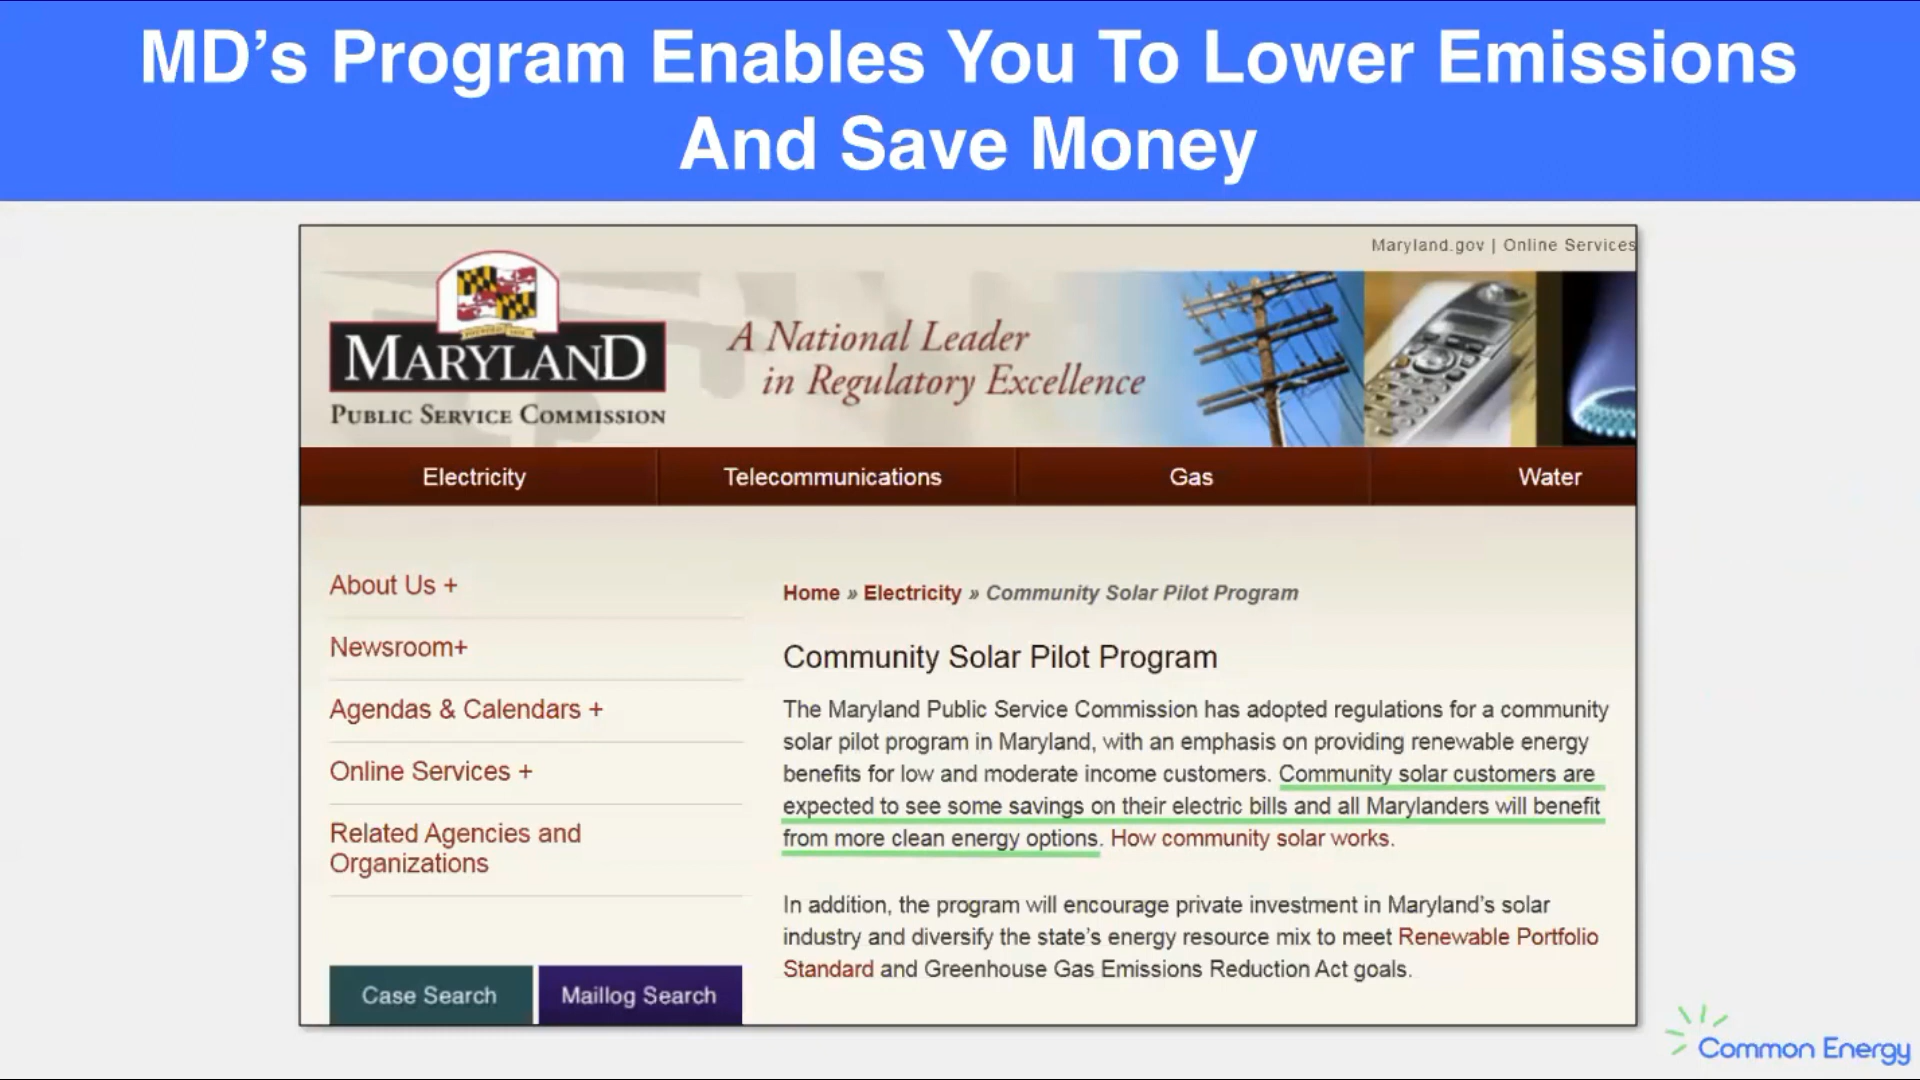 MD’s Program Enables You To Lower Emissions
And Save Money
Maryland.gov | Online Services
MARYLAND
PUBLIC SERVICE COMMISSION
A National Leader
in Regulatory Excellence
Electricity
Telecommunications
Gas
Water
About Us +
Newsroom+
Agendas & Calendars +
Online Services +
Related Agencies and
Organizations
Case Search
Maillog Search
Home » Electricity » Community Solar Pilot Program
Community Solar Pilot Program
The Maryland Public Service Commission has adopted regulations for a community
solar pilot program in Maryland, with an emphasis on providing renewable energy
benefits for low and moderate income customers. Community solar customers are
expected to see some savings on their electric bills and all Marylanders will benefit
from more clean energy options. How community solar works.
In addition, the program will encourage private investment in Maryland’s solar
industry and diversify the state’s energy resource mix to meet Renewable Portfolio
Standard and Greenhouse Gas Emissions Reduction Act goals.
Common Energy